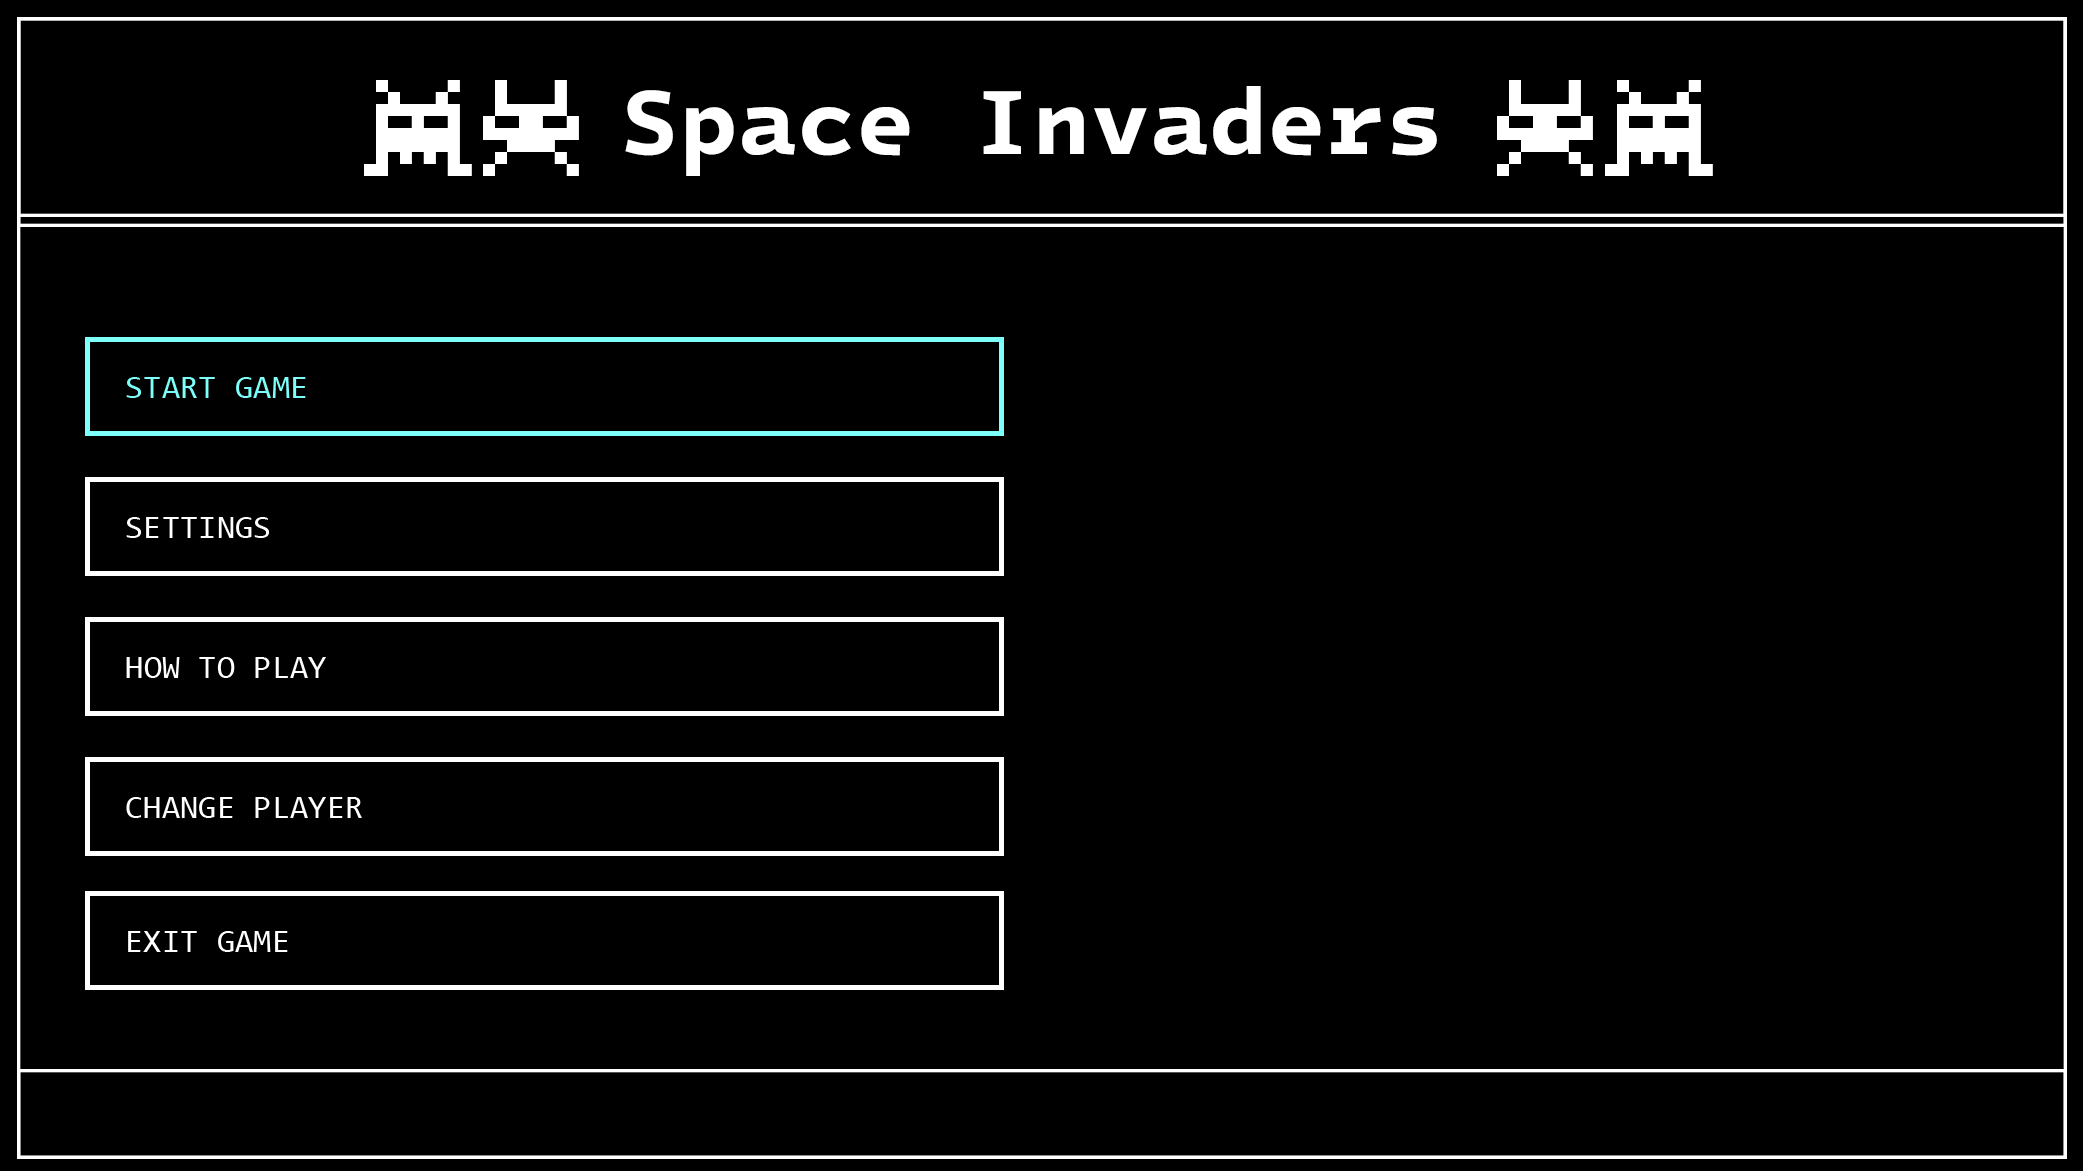 Space Invaders
START GAME
SETTINGS
HOW TO PLAY
CHANGE PLAYER
EXIT GAME